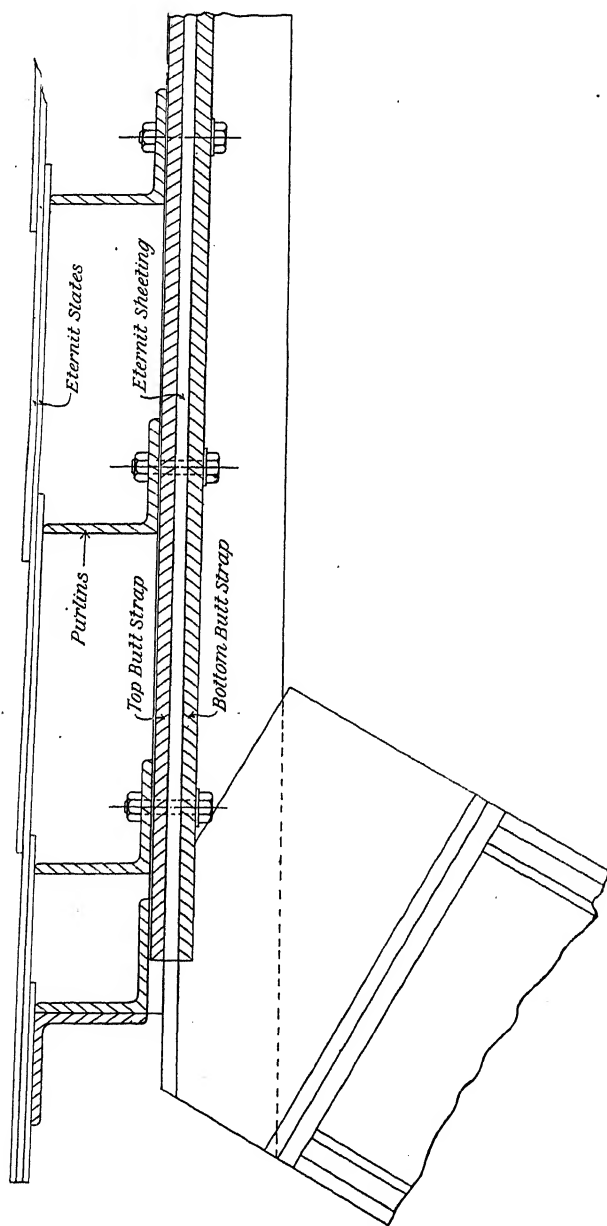 Eternit Slates
Eternit Sheeting
Purlins
Top Butt Strap
Bottom Butt Strap